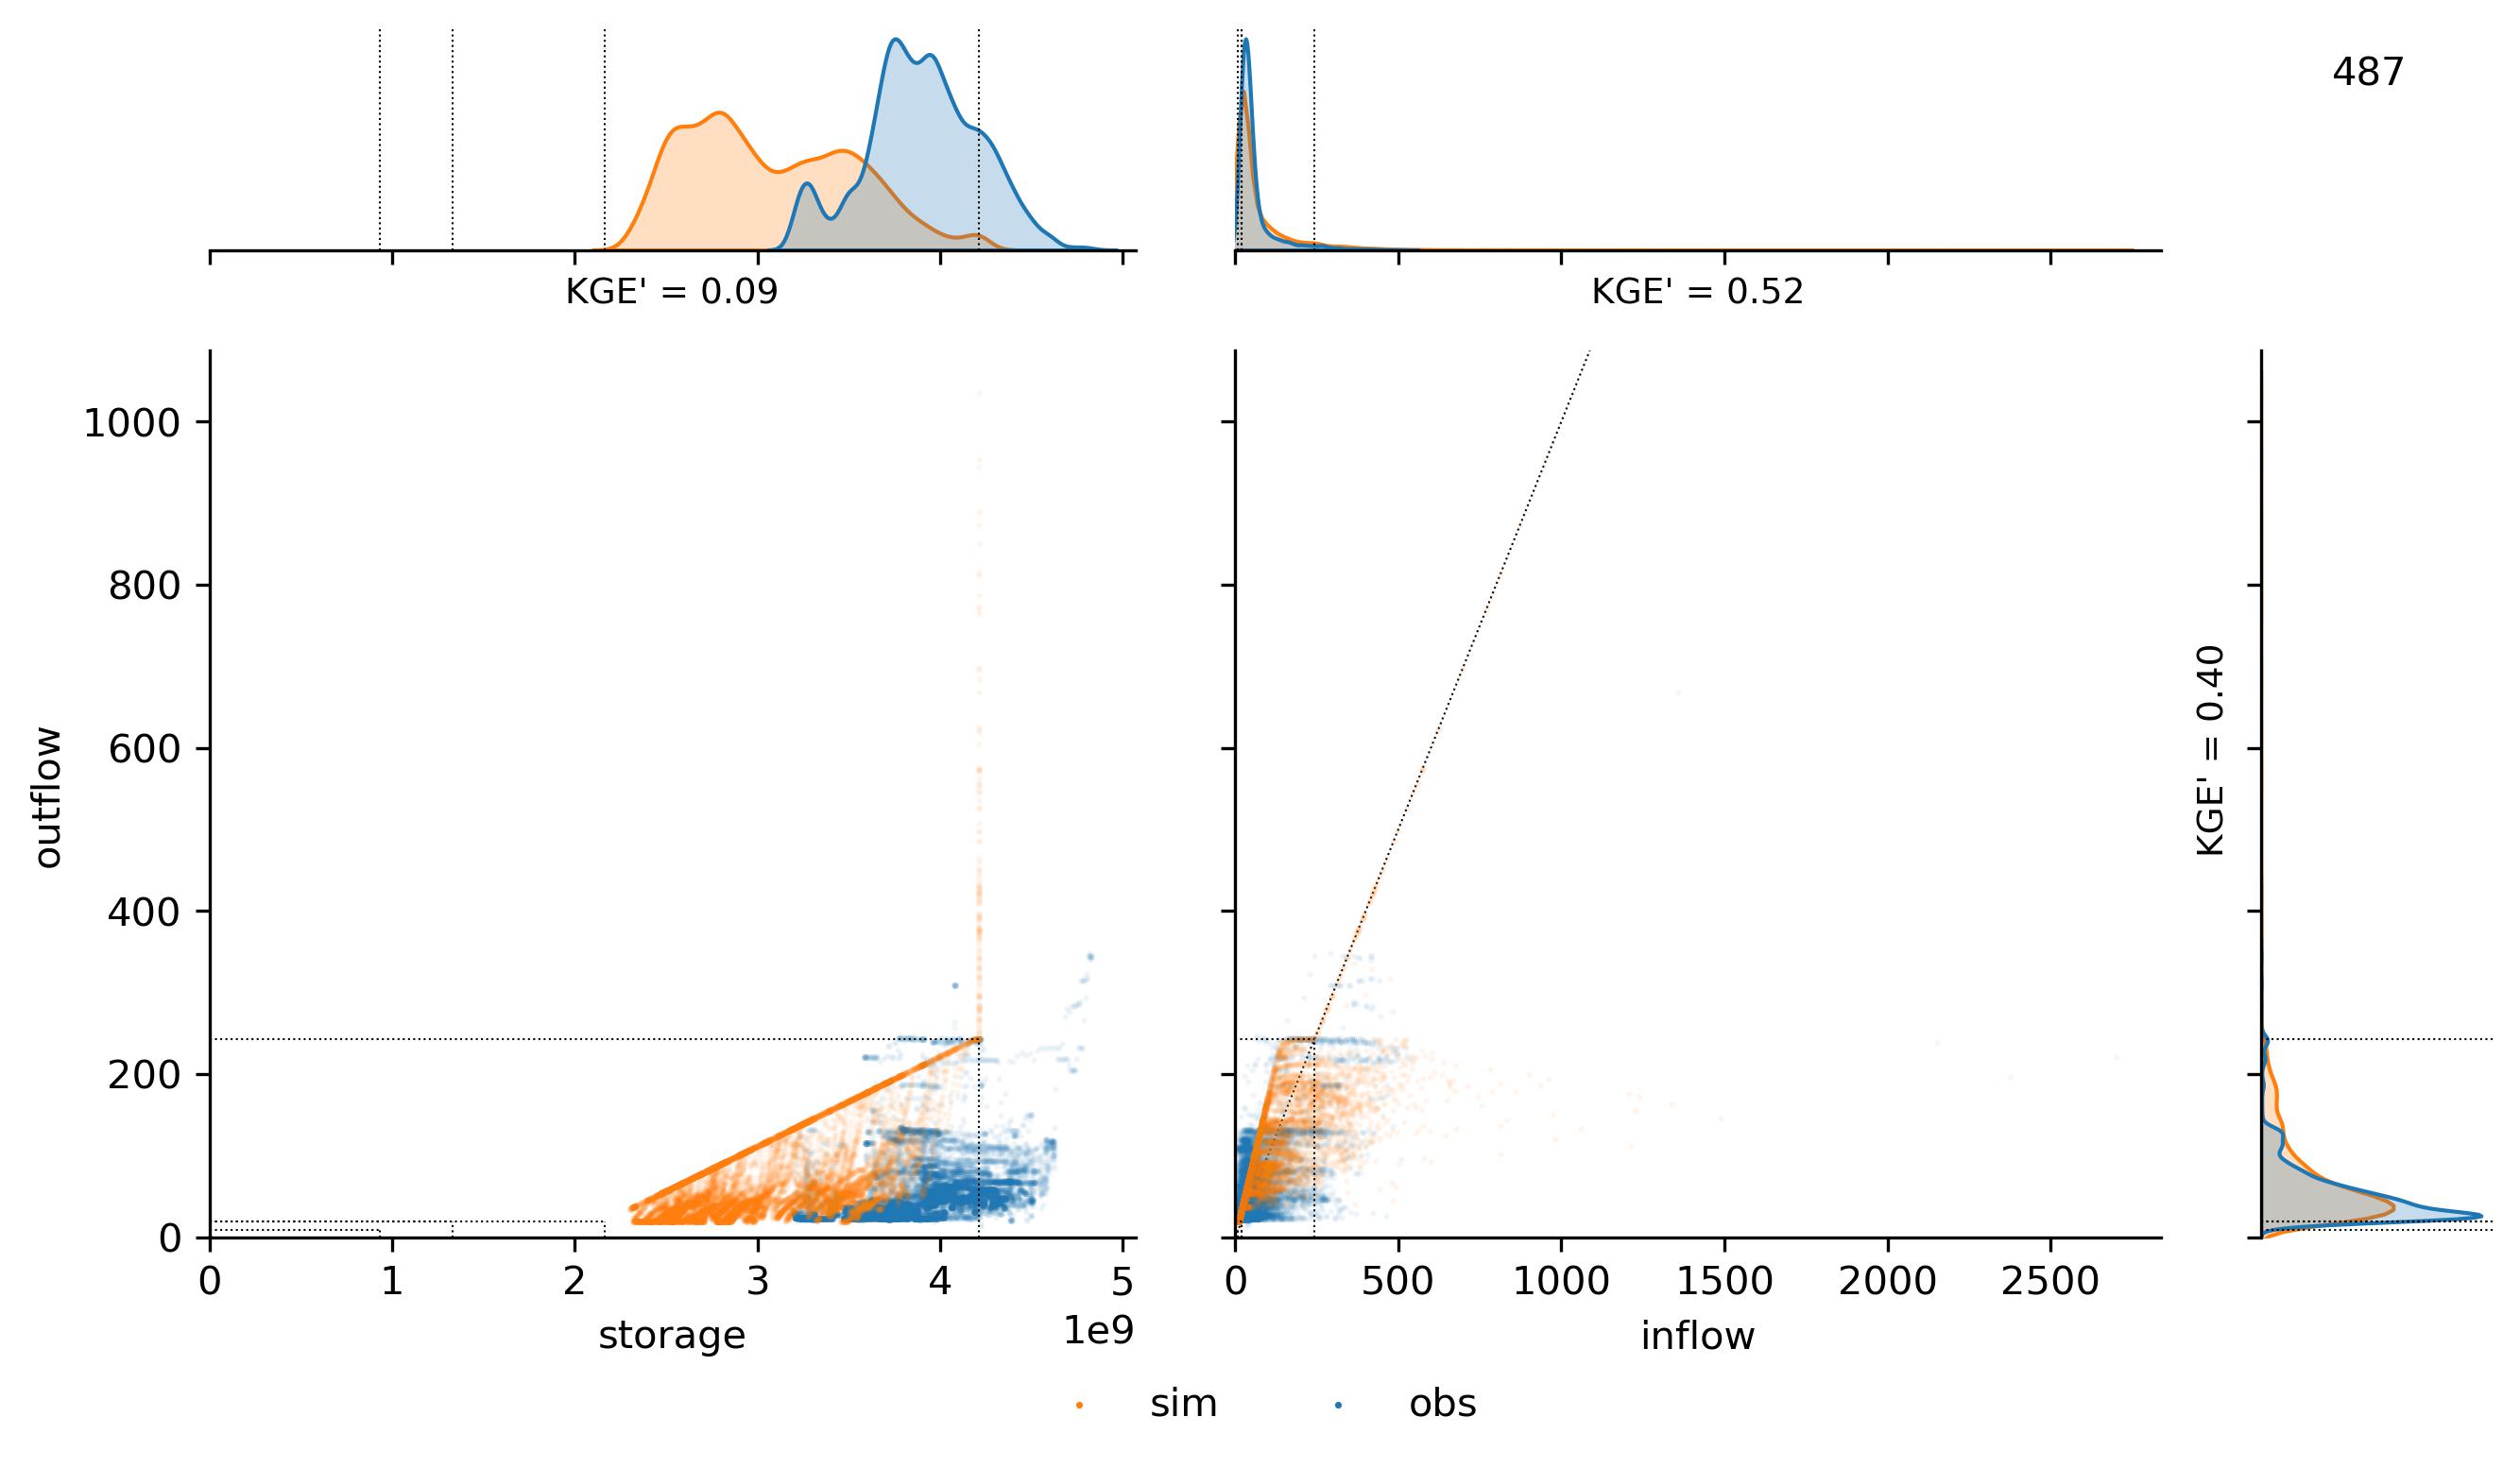 487
KGE' = 0.09
KGE' = 0.52
1000
800
600
400
200
0
outflow
KGE' = 0.40
0 1 2 3 4 5
1e9
storage
0 500 1000 1500 2000 2500
inflow
sim obs